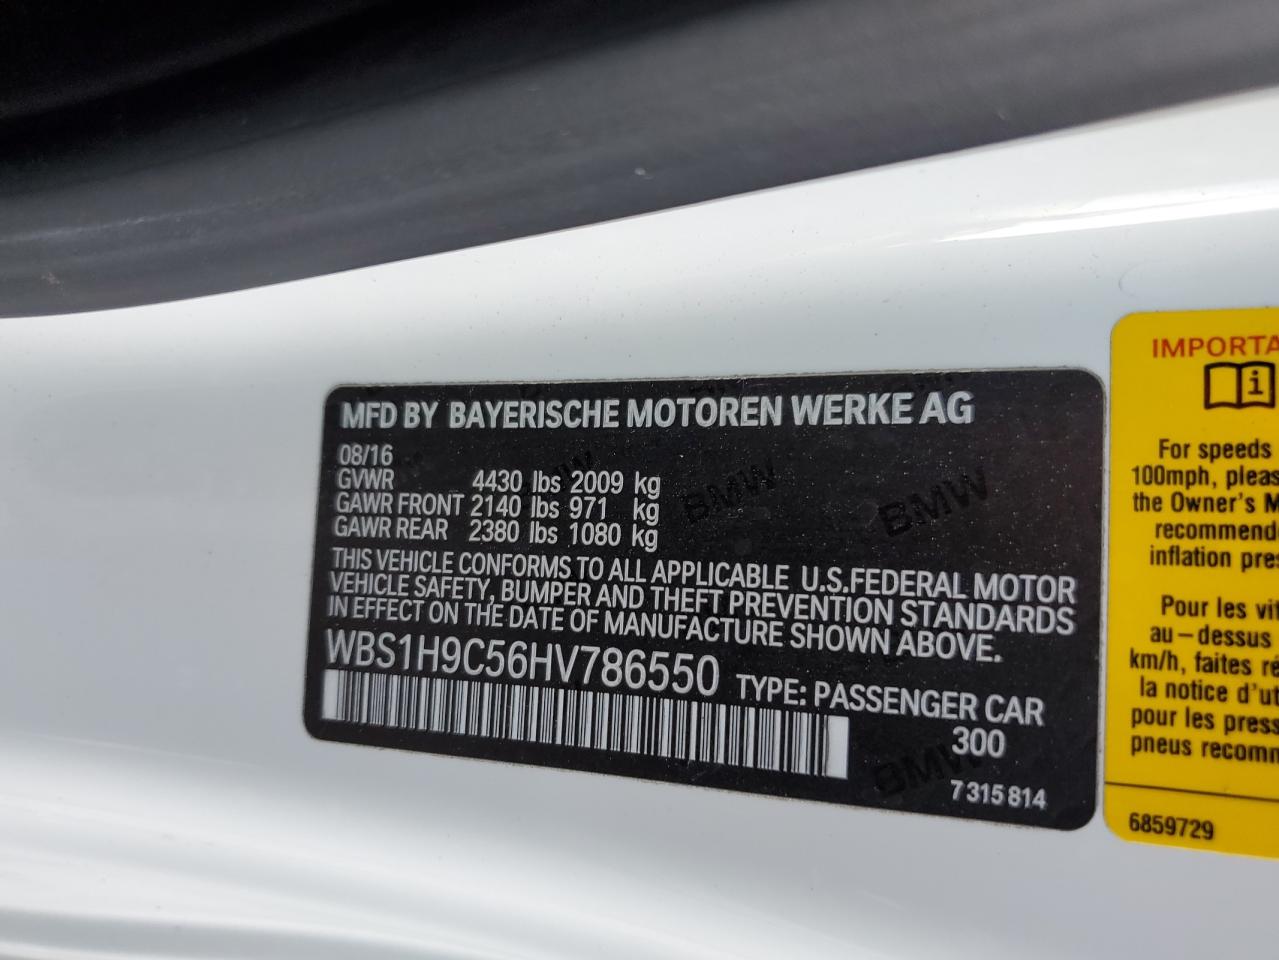 MFD BY BAYERISCHE MOTOREN WERKE AG
08/16
GVWR 4430 lbs 2009 kg
GAWR FRONT 2140 lbs 971 kg
GAWR REAR 2380 lbs 1080 kg
THIS VEHICLE CONFORMS TO ALL APPLICABLE U.S.FEDERAL MOTOR
VEHICLE SAFETY, BUMPER AND THEFT PREVENTION STANDARDS
IN EFFECT ON THE DATE OF MANUFACTURE SHOWN ABOVE.
WBS1H9C56HV786550 TYPE: PASSENGER CAR
300
7 315 814
BMW
BMW
BMW
IMPORTA
i
For speeds
100mph, pleas
the Owner's M
recommend
inflation pres
Pour les vit
au-dessus
km/h, faites ré
la notice d'ut
pour les press
pneus recomm
6859729